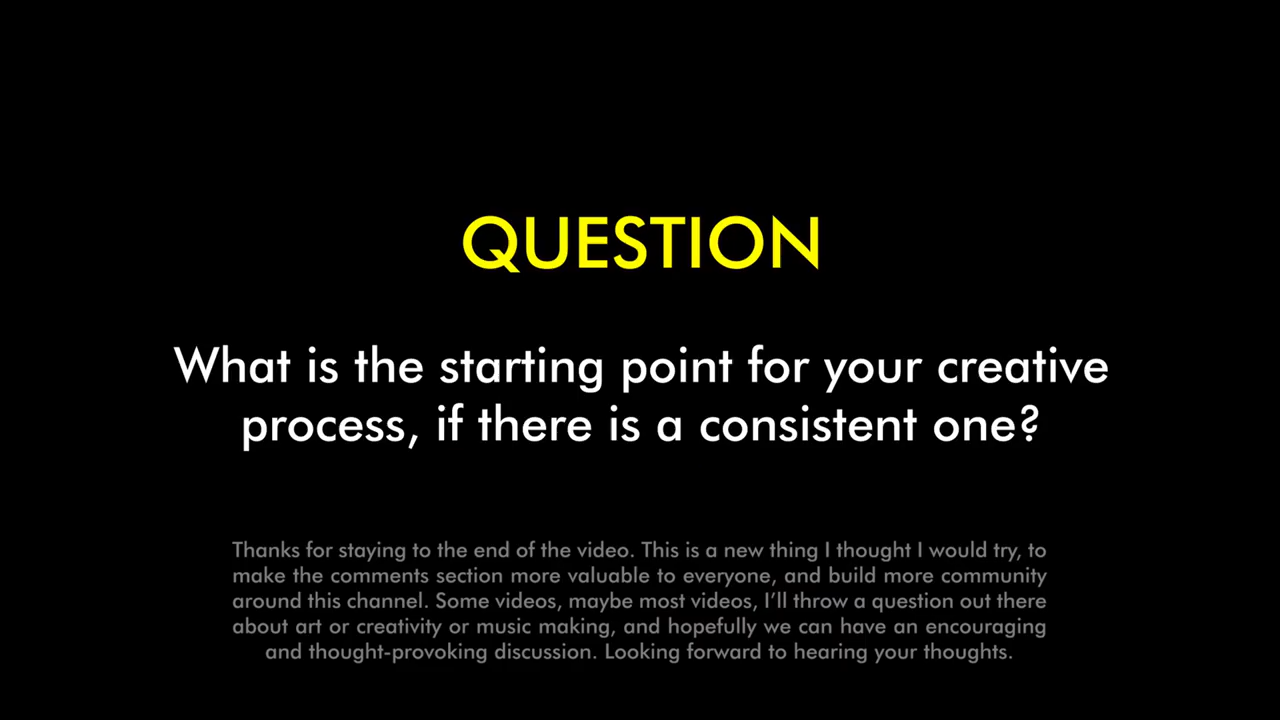 QUESTION
What is the starting point for your creative
process, if there is a consistent one?
Thanks for staying to the end of the video. This is a new thing I thought I would try, to
make the comments section more valuable to everyone, and build more community
around this channel. Some videos, maybe most videos, I’ll throw a question out there
about art or creativity or music making, and hopefully we can have an encouraging
and thought-provoking discussion. Looking forward to hearing your thoughts.